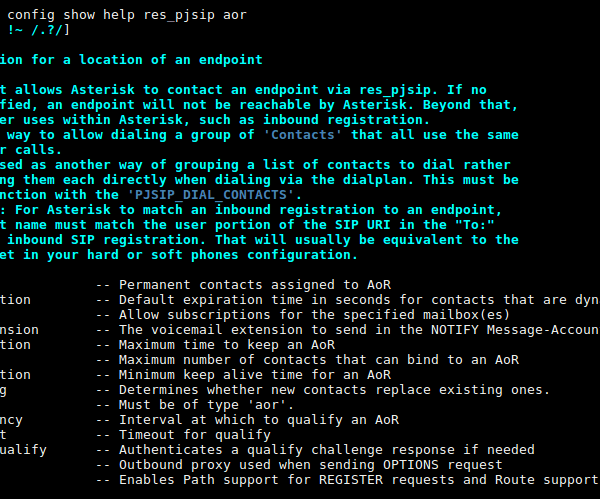 config show help res_pjsip aor
!~ /.?/]
ion for a location of an endpoint
t allows Asterisk to contact an endpoint via res_pjsip. If no
fied, an endpoint will not be reachable by Asterisk. Beyond that,
er uses within Asterisk, such as inbound registration.
way to allow dialing a group of 'Contacts' that all use the same
r calls.
sed as another way of grouping a list of contacts to dial rather
ng them each directly when dialing via the dialplan. This must be
nction with the 'PJSIP_DIAL_CONTACTS'.
: For Asterisk to match an inbound registration to an endpoint,
t name must match the user portion of the SIP URI in the "To:"
inbound SIP registration. That will usually be equivalent to the
et in your hard or soft phones configuration.
-- Permanent contacts assigned to AoR
tion -- Default expiration time in seconds for contacts that are dyn
-- Allow subscriptions for the specified mailbox(es)
nsion -- The voicemail extension to send in the NOTIFY Message-Accoun
tion -- Maximum time to keep an AoR
-- Maximum number of contacts that can bind to an AoR
tion -- Minimum keep alive time for an AoR
g -- Determines whether new contacts replace existing ones.
-- Must be of type 'aor'.
ncy -- Interval at which to qualify an AoR
t -- Timeout for qualify
ualify -- Authenticates a qualify challenge response if needed
-- Outbound proxy used when sending OPTIONS request
-- Enables Path support for REGISTER requests and Route support